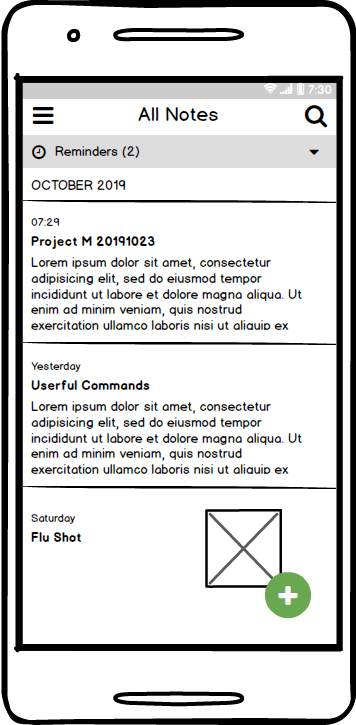 7:30
All Notes
Reminders (2)
OCTOBER 2019
07:29
Project M 20191023
Lorem ipsum dolor sit amet, consectetur
adipisicing elit, sed do eiusmod tempor
incididunt ut labore et dolore magna aliqua. Ut
enim ad minim veniam, quis nostrud
exercitation ullamco laboris nisi ut aliquip ex
Yesterday
Userful Commands
Lorem ipsum dolor sit amet, consectetur
adipisicing elit, sed do eiusmod tempor
incididunt ut labore et dolore magna aliqua. Ut
enim ad minim veniam, quis nostrud
exercitation ullamco laboris nisi ut aliquip ex
Saturday
Flu Shot